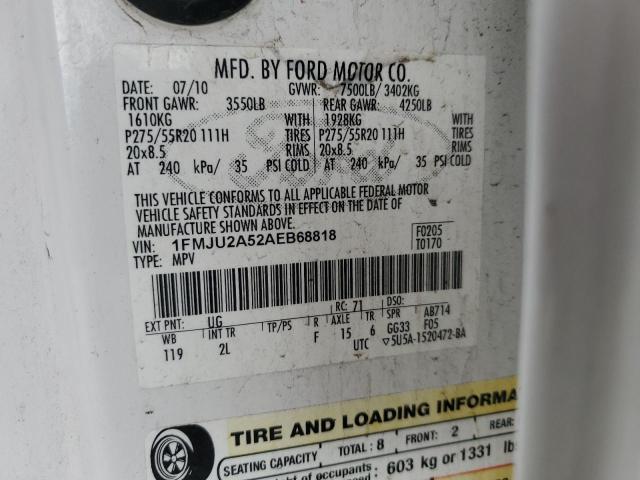 MFD. BY FORD MOTOR CO.
DATE: 07/10 GVWR: 7500LB/ 3402KG
FRONT GAWR: 3550LB REAR GAWR: 4250LB
1610KG WITH 1928KG WITH
P275/55R20 111H TIRES P275/55R20 111H TIRES
20x8.5 RIMS 20x8.5 RIMS
AT 240 kPa/ 35 PSI COLD AT 240 kPa/ 35 PSI COLD
THIS VEHICLE CONFORMS TO ALL APPLICABLE FEDERAL MOTOR
VEHICLE SAFETY STANDARDS IN EFFECT ON THE DATE OF
MANUFACTURE SHOWN ABOVE.
VIN: 1FMJU2A52AEB68818 F0205
TYPE: MPV T0170
EXT PNT: UG RC: 71 DSO:
WB INT TR TP/PS R AXLE TR SPR AB714
119 2L F 15 6 GG33 F05
UTC ▽5U5A-1520472-BA
TIRE AND LOADING INFORMA
SEATING CAPACITY TOTAL: 8 FRONT: 2 REAR:
of occupants 603 kg or 1331 lb